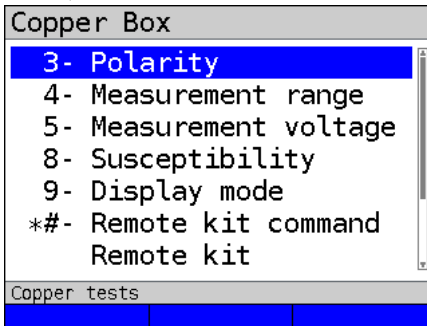 Copper Box
3- Polarity
4- Measurement range
5- Measurement voltage
8- Susceptibility
9- Display mode
*#- Remote kit command
Remote kit
Copper tests